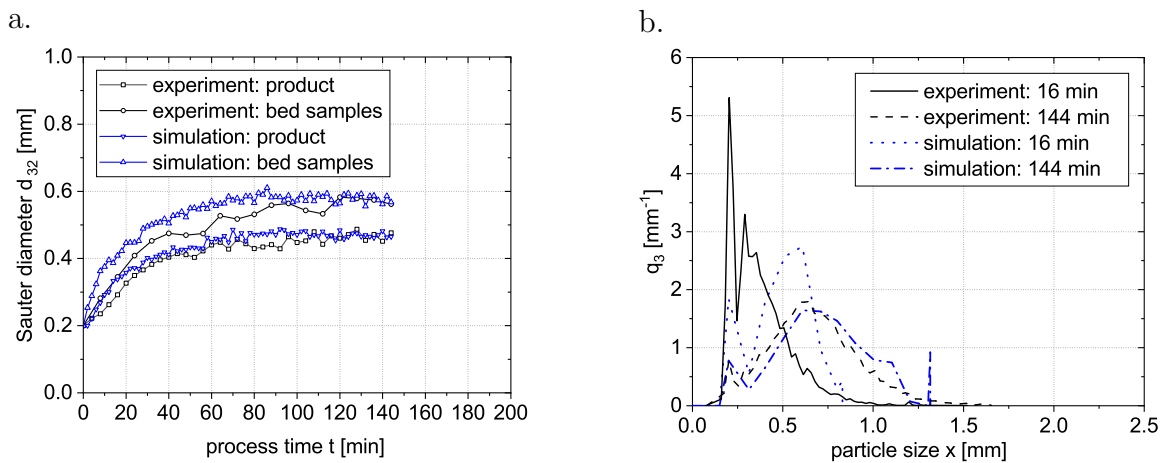 a.
b.
1.0
0.8
0.6
0.4
0.2
0.0
Sauter diameter d32 [mm]
experiment: product
experiment: bed samples
simulation: product
simulation: bed samples
0 20 40 60 80 100 120 140 160 180 200
process time t [min]
6
5
4
3
2
1
0
q3 [mm-1]
experiment: 16 min
experiment: 144 min
simulation: 16 min
simulation: 144 min
0.0 0.5 1.0 1.5 2.0 2.5
particle size x [mm]